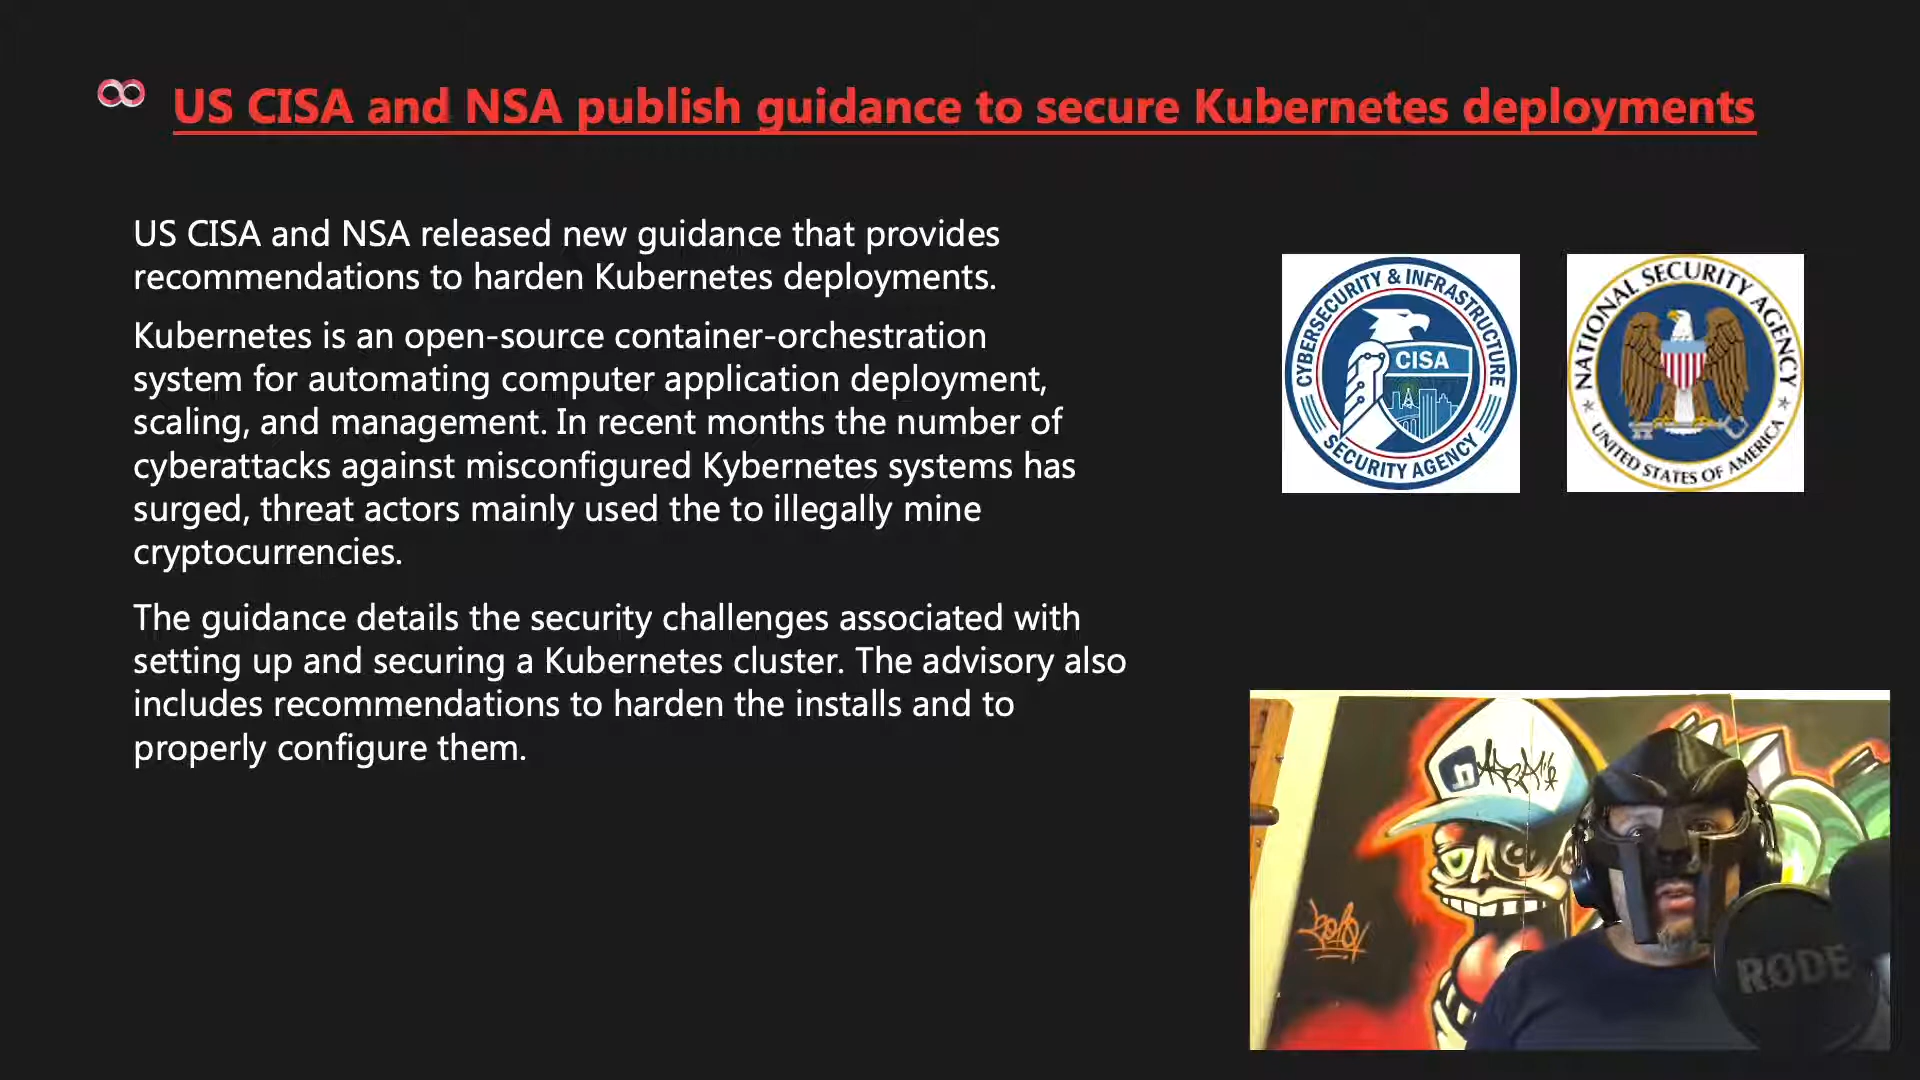 US CISA and NSA publish guidance to secure Kubernetes deployments
US CISA and NSA released new guidance that provides
recommendations to harden Kubernetes deployments.
Kubernetes is an open-source container-orchestration
system for automating computer application deployment,
scaling, and management. In recent months the number of
cyberattacks against misconfigured Kybernetes systems has
surged, threat actors mainly used the to illegally mine
cryptocurrencies.
The guidance details the security challenges associated with
setting up and securing a Kubernetes cluster. The advisory also
includes recommendations to harden the installs and to
properly configure them.
CYBERSECURITY & INFRASTRUCTURE
CISA
SECURITY AGENCY
NATIONAL SECURITY AGENCY
UNITED STATES OF AMERICA
RØDE